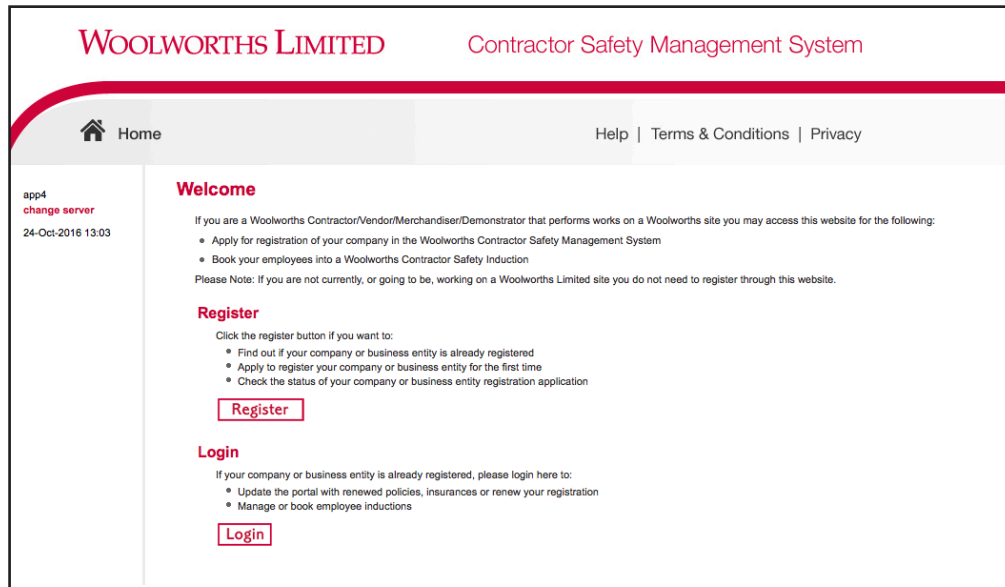 WOOLWORTHS LIMITED Contractor Safety Management System
Home Help | Terms & Conditions | Privacy
app4
change server
24-Oct-2016 13:03
Welcome
If you are a Woolworths Contractor/Vendor/Merchandiser/Demonstrator that performs works on a Woolworths site you may access this website for the following:
Apply for registration of your company in the Woolworths Contractor Safety Management System
Book your employees into a Woolworths Contractor Safety Induction
Please Note: If you are not currently, or going to be, working on a Woolworths Limited site you do not need to register through this website.
Register
Click the register button if you want to:
Find out if your company or business entity is already registered
Apply to register your company or business entity for the first time
Check the status of your company or business entity registration application
Register
Login
If your company or business entity is already registered, please login here to:
Update the portal with renewed policies, insurances or renew your registration
Manage or book employee inductions
Login